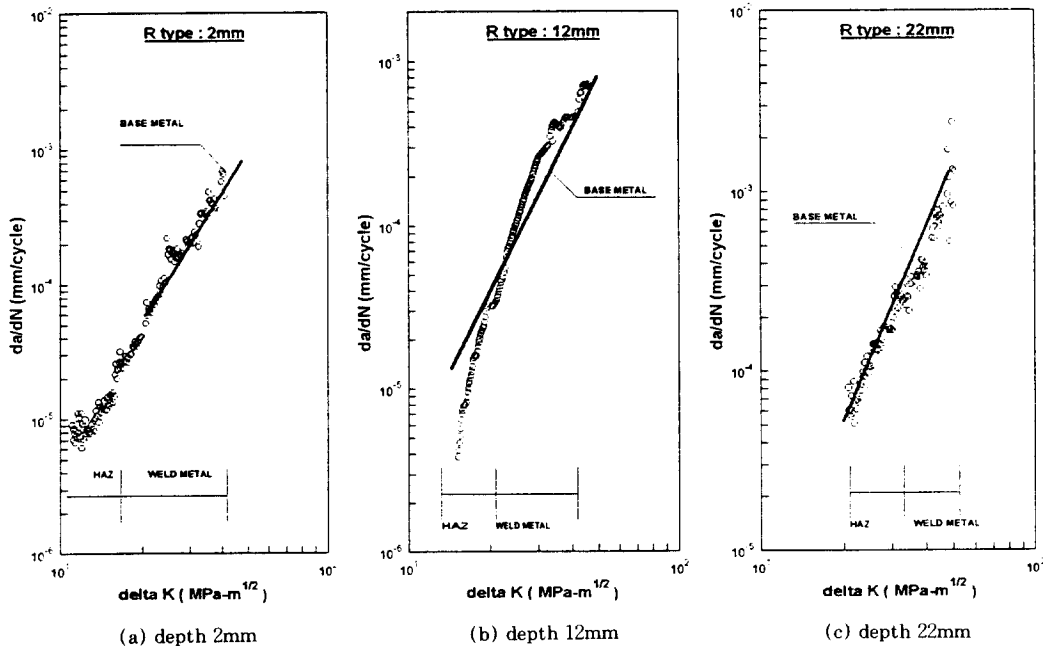 R type : 2mm
BASE METAL
HAZ
WELD METAL
da/dN (mm/cycle)
10^-2
10^-3
10^-4
10^-5
10^-6
10^1
delta K ( MPa-m^1/2 )
(a) depth 2mm
R type : 12mm
BASE METAL
HAZ
WELD METAL
da/dN (mm/cycle)
10^-3
10^-4
10^-5
10^-6
10^1
10^2
delta K ( MPa-m^1/2 )
(b) depth 12mm
R type : 22mm
BASE METAL
HAZ
WELD METAL
da/dN (mm/cycle)
10^-2
10^-3
10^-4
10^-5
10^1
delta K ( MPa-m^1/2 )
(c) depth 22mm